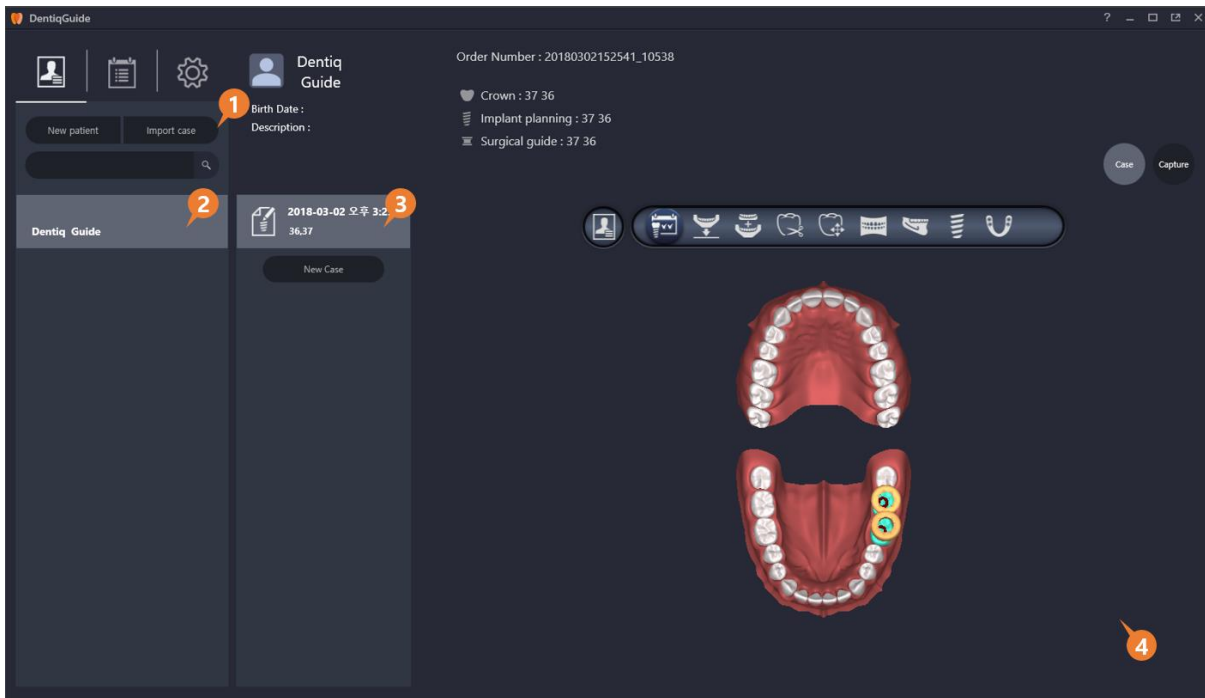 DentiqGuide
Dentiq
Guide
Birth Date :
Description :
Order Number : 20180302152541_10538
Crown : 37 36
Implant planning : 37 36
Surgical guide : 37 36
1
New patient
Import case
Case
Capture
2
Dentiq Guide
2018-03-02 오후 3:2
3
36,37
New Case
4